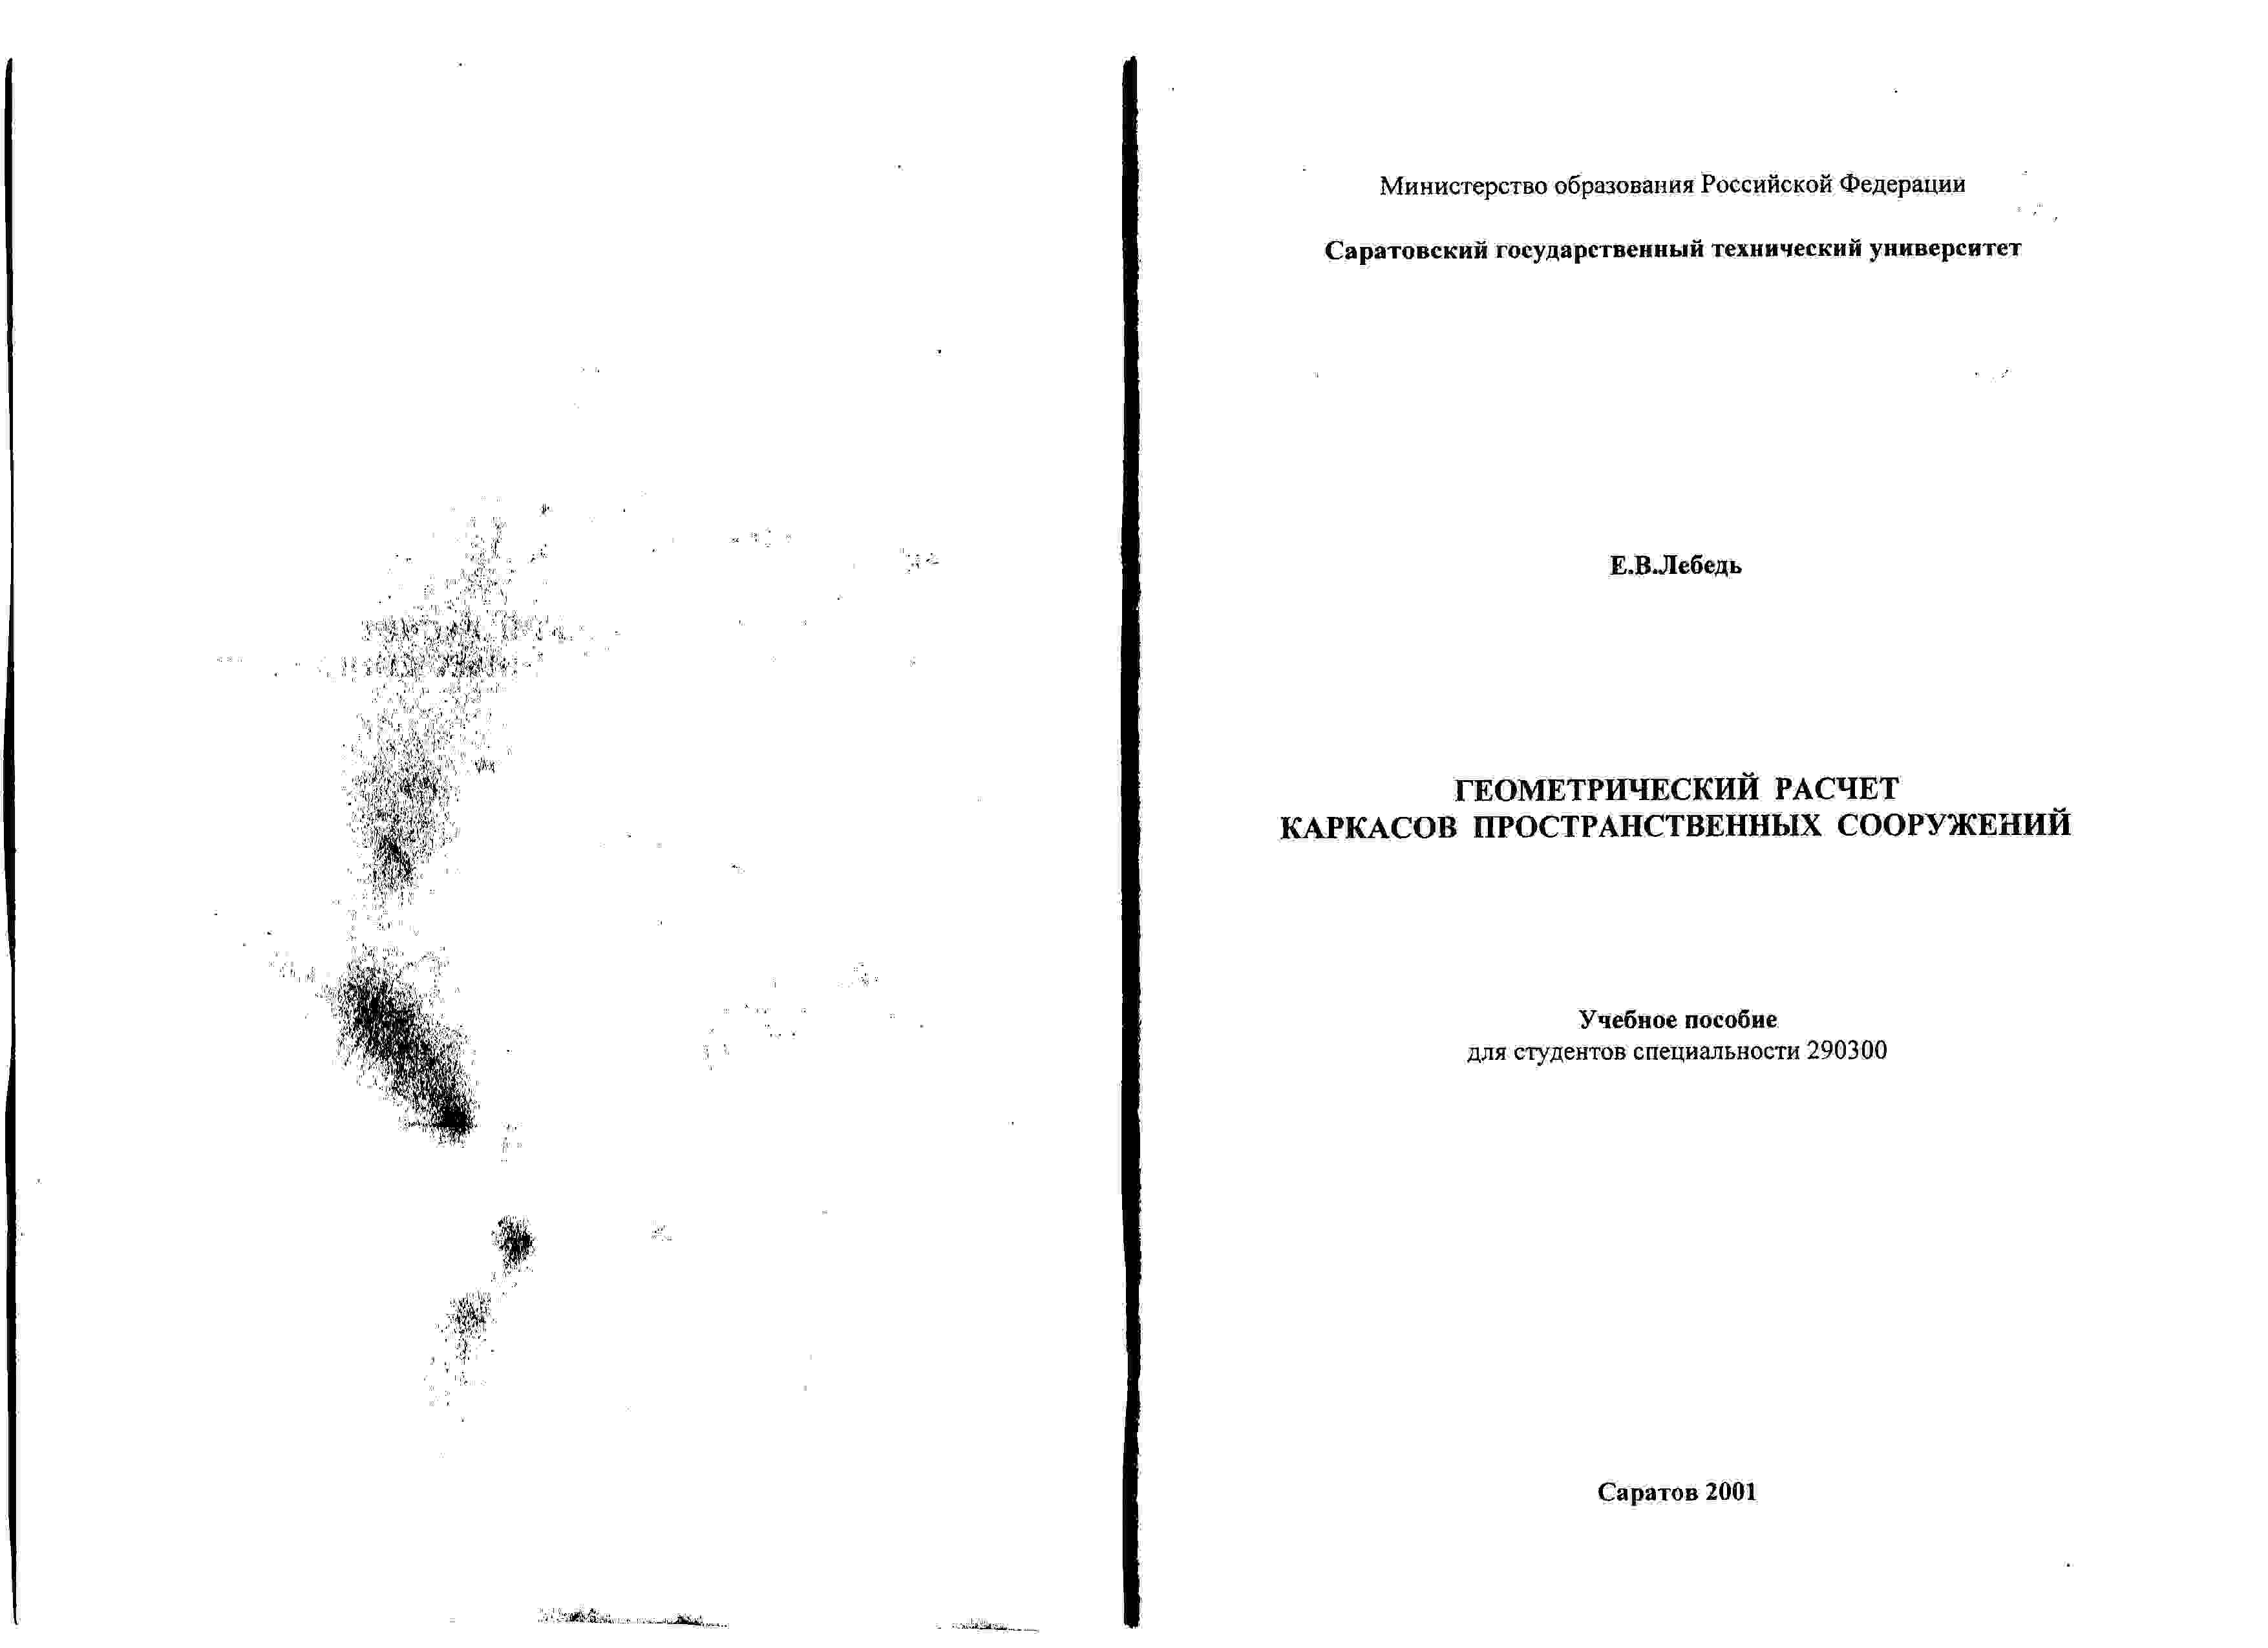 Министерство образования Российской Федерации
Саратовский государственный технический университет
Е.В.Лебедь
ГЕОМЕТРИЧЕСКИЙ РАСЧЕТ
КАРКАСОВ ПРОСТРАНСТВЕННЫХ СООРУЖЕНИЙ
Учебное пособие
для студентов специальности 290300
Саратов 2001